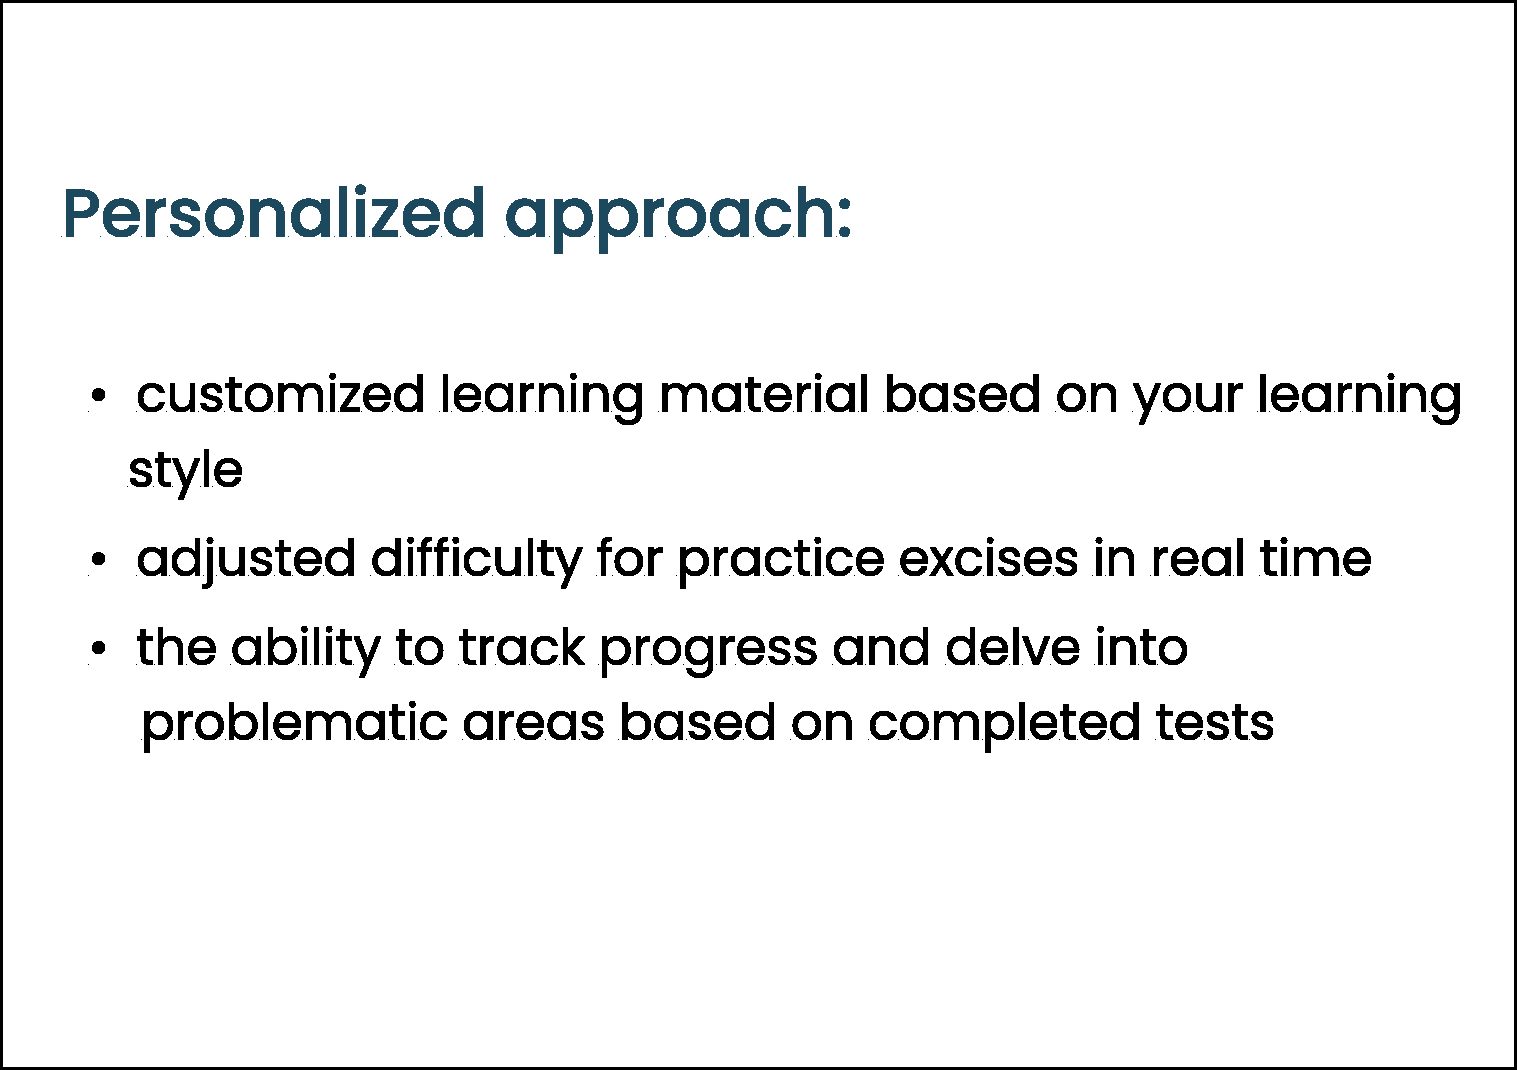 Personalized approach:
• customized learning material based on your learning
style
• adjusted difficulty for practice excises in real time
• the ability to track progress and delve into
problematic areas based on completed tests